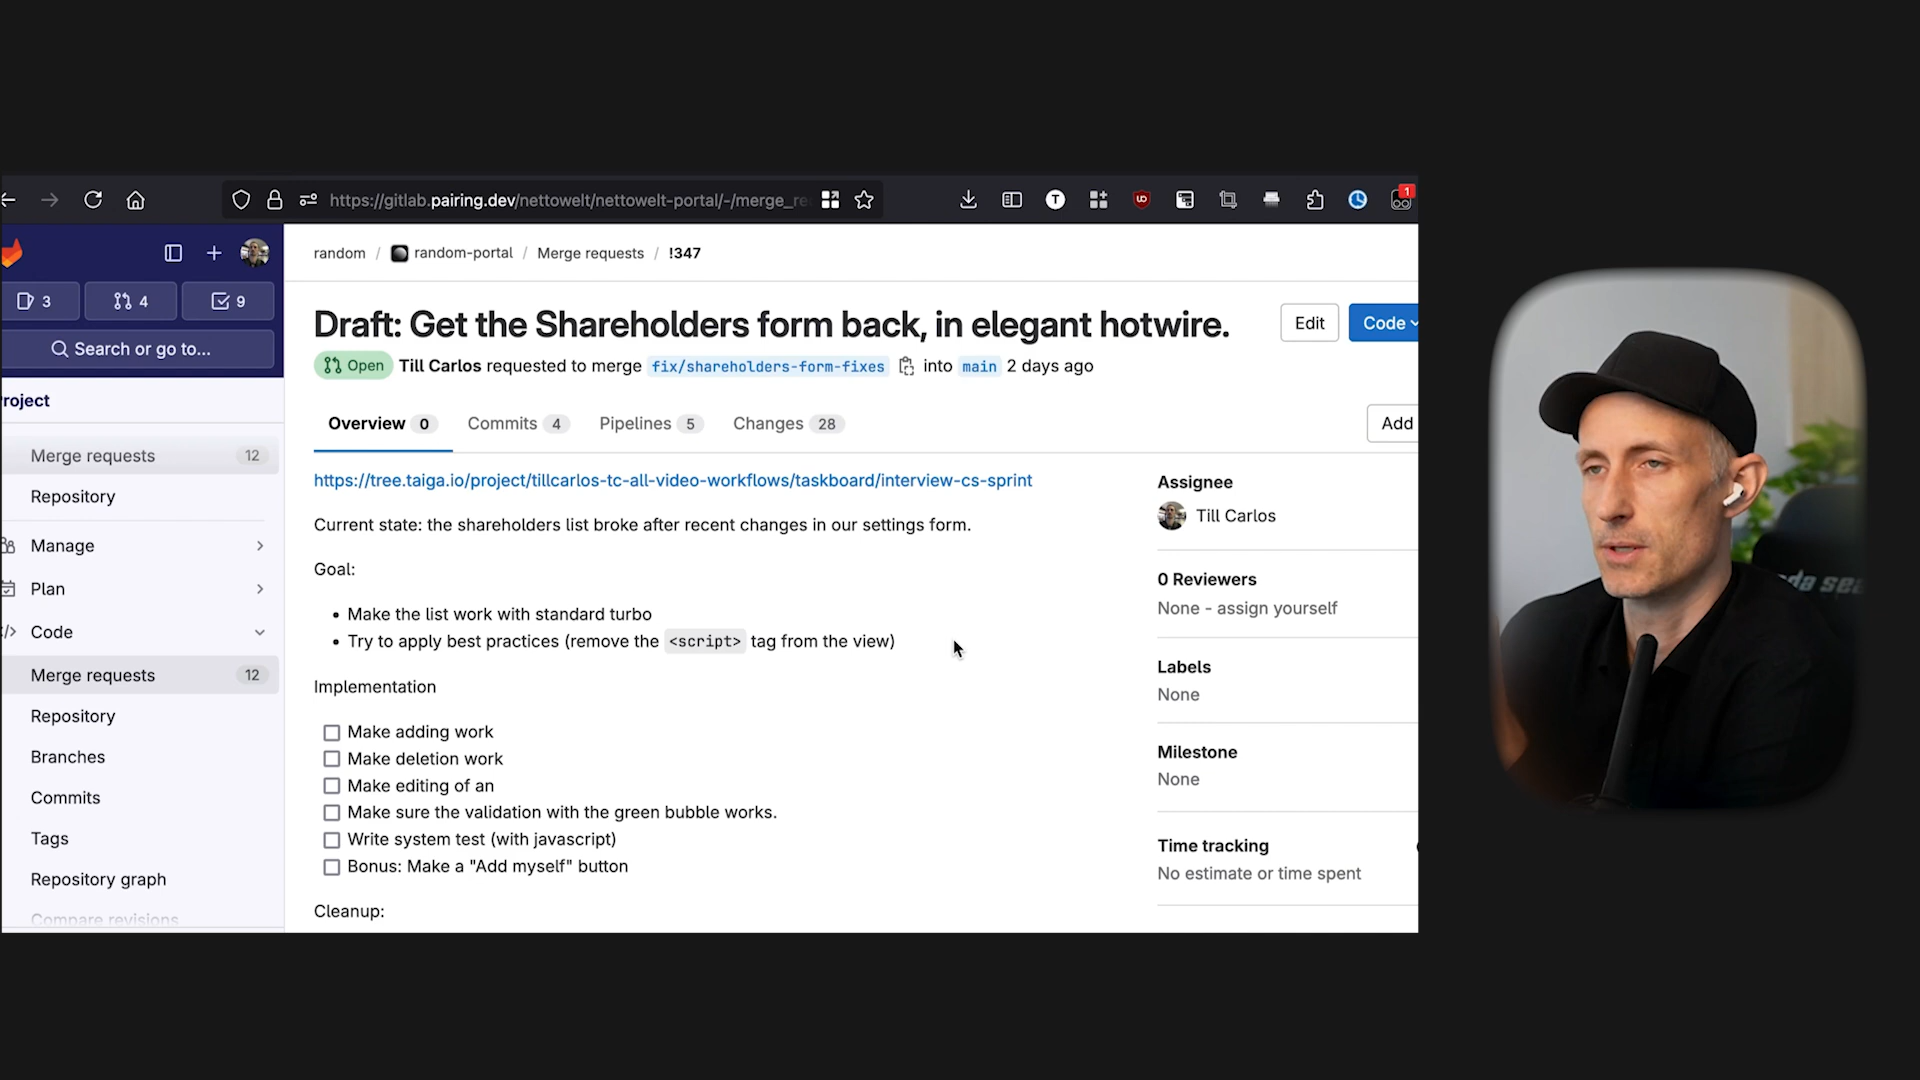 https://gitlab.pairing.dev/nettowelt/nettowelt-portal/-/merge_re
T
UD
1
3
4
9
Search or go to...
roject
Merge requests 12
Repository
Manage
Plan
Code
Merge requests 12
Repository
Branches
Commits
Tags
Repository graph
Compare revisions
random / random-portal / Merge requests / !347
Draft: Get the Shareholders form back, in elegant hotwire.
Edit
Code
Open Till Carlos requested to merge fix/shareholders-form-fixes into main 2 days ago
Overview 0 Commits 4 Pipelines 5 Changes 28
Add
https://tree.taiga.io/project/tillcarlos-tc-all-video-workflows/taskboard/interview-cs-sprint
Current state: the shareholders list broke after recent changes in our settings form.
Goal:
• Make the list work with standard turbo
• Try to apply best practices (remove the <script> tag from the view)
Implementation
Make adding work
Make deletion work
Make editing of an
Make sure the validation with the green bubble works.
Write system test (with javascript)
Bonus: Make a "Add myself" button
Cleanup:
Assignee
Till Carlos
0 Reviewers
None - assign yourself
Labels
None
Milestone
None
Time tracking
No estimate or time spent